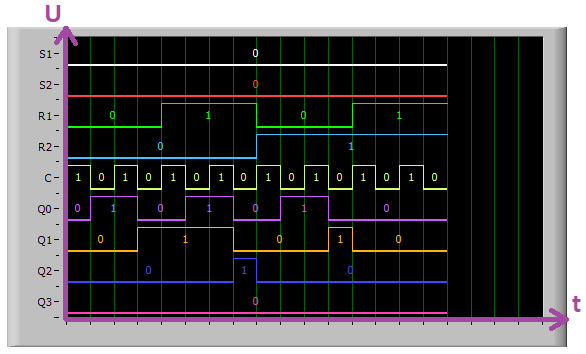 U
S1 0
S2 0
R1 0 1 0 1
R2 0 1
C 1 0 1 0 1 0 1 0 1 0 1 0 1 0 1 0
Q0 0 1 0 1 0 1 0
Q1 0 1 0 1 0
Q2 0 1 0
Q3 0
t